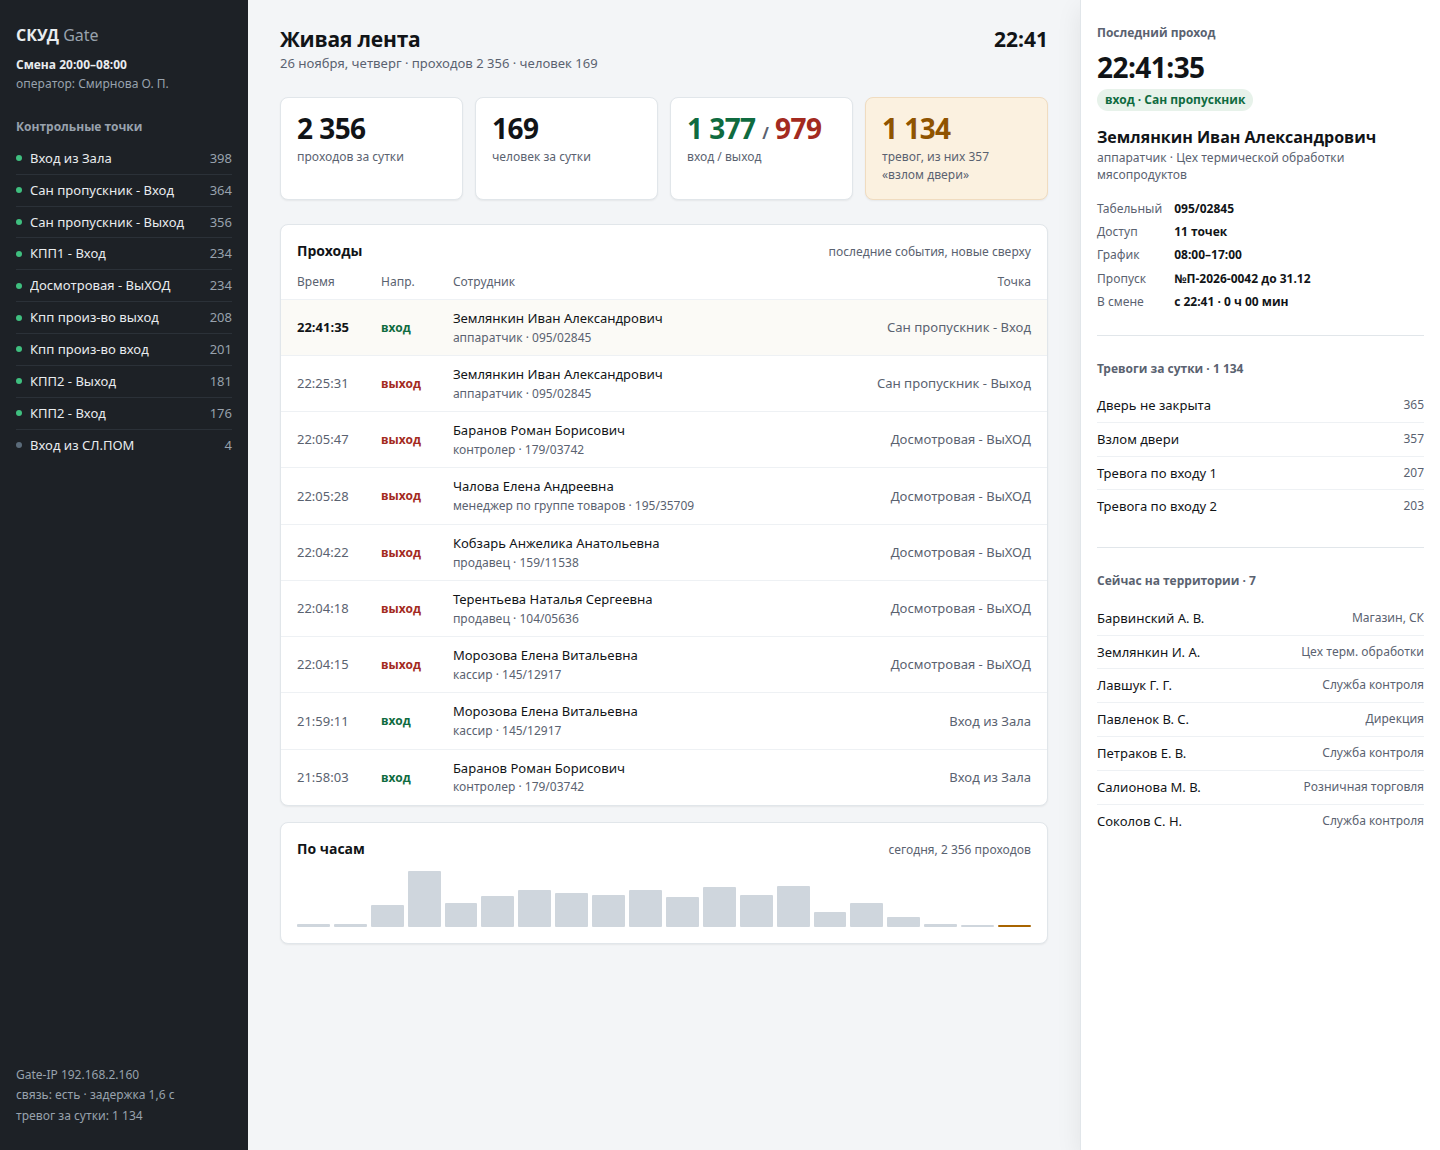 СКУД Gate
Смена 20:00–08:00
оператор: Смирнова О. П.
Контрольные точки
Вход из Зала 398
Сан пропускник - Вход 364
Сан пропускник - Выход 356
КПП1 - Вход 234
Досмотровая - ВыХОД 234
Кпп произ-во выход 208
Кпп произ-во вход 201
КПП2 - Выход 181
КПП2 - Вход 176
Вход из СЛ.ПОМ 4
Gate-IP 192.168.2.160
связь: есть · задержка 1,6 с
тревог за сутки: 1 134
Живая лента 22:41
26 ноября, четверг · проходов 2 356 · человек 169
2 356
проходов за сутки
169
человек за сутки
1 377 / 979
вход / выход
1 134
тревог, из них 357
«взлом двери»
Проходы последние события, новые сверху
Время Напр. Сотрудник Точка
22:41:35 вход Землянкин Иван Александрович Сан пропускник - Вход
аппаратчик · 095/02845
22:25:31 выход Землянкин Иван Александрович Сан пропускник - Выход
аппаратчик · 095/02845
22:05:47 выход Баранов Роман Борисович Досмотровая - ВыХОД
контролер · 179/03742
22:05:28 выход Чалова Елена Андреевна Досмотровая - ВыХОД
менеджер по группе товаров · 195/35709
22:04:22 выход Кобзарь Анжелика Анатольевна Досмотровая - ВыХОД
продавец · 159/11538
22:04:18 выход Терентьева Наталья Сергеевна Досмотровая - ВыХОД
продавец · 104/05636
22:04:15 выход Морозова Елена Витальевна Досмотровая - ВыХОД
кассир · 145/12917
21:59:11 вход Морозова Елена Витальевна Вход из Зала
кассир · 145/12917
21:58:03 вход Баранов Роман Борисович Вход из Зала
контролер · 179/03742
По часам сегодня, 2 356 проходов
Последний проход
22:41:35
вход · Сан пропускник
Землянкин Иван Александрович
аппаратчик · Цех термической обработки
мясопродуктов
Табельный 095/02845
Доступ 11 точек
График 08:00–17:00
Пропуск №П-2026-0042 до 31.12
В смене с 22:41 · 0 ч 00 мин
Тревоги за сутки · 1 134
Дверь не закрыта 365
Взлом двери 357
Тревога по входу 1 207
Тревога по входу 2 203
Сейчас на территории · 7
Барвинский А. В. Магазин, СК
Землянкин И. А. Цех терм. обработки
Лавшук Г. Г. Служба контроля
Павленок В. С. Дирекция
Петраков Е. В. Служба контроля
Салионова М. В. Розничная торговля
Соколов С. Н. Служба контроля